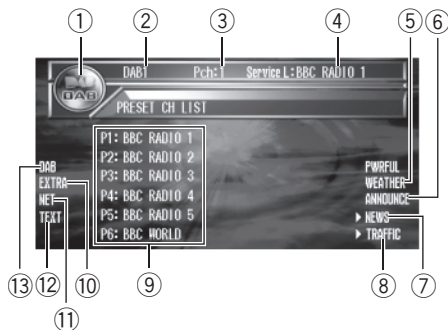 ① ② ③ ④ ⑤ ⑥
DAB1 Pch:1 Service L:BBC RADIO 1
DAB
PRESET CH LIST
P1: BBC RADIO 1
P2: BBC RADIO 2
P3: BBC RADIO 3
P4: BBC RADIO 4
P5: BBC RADIO 5
P6: BBC WORLD
DAB
EXTRA
NET
TEXT
PWRFUL
WEATHER
ANNOUNCE
▶ NEWS
▶ TRAFFIC
⑬ ⑫ ⑪ ⑩ ⑨ ⑧ ⑦